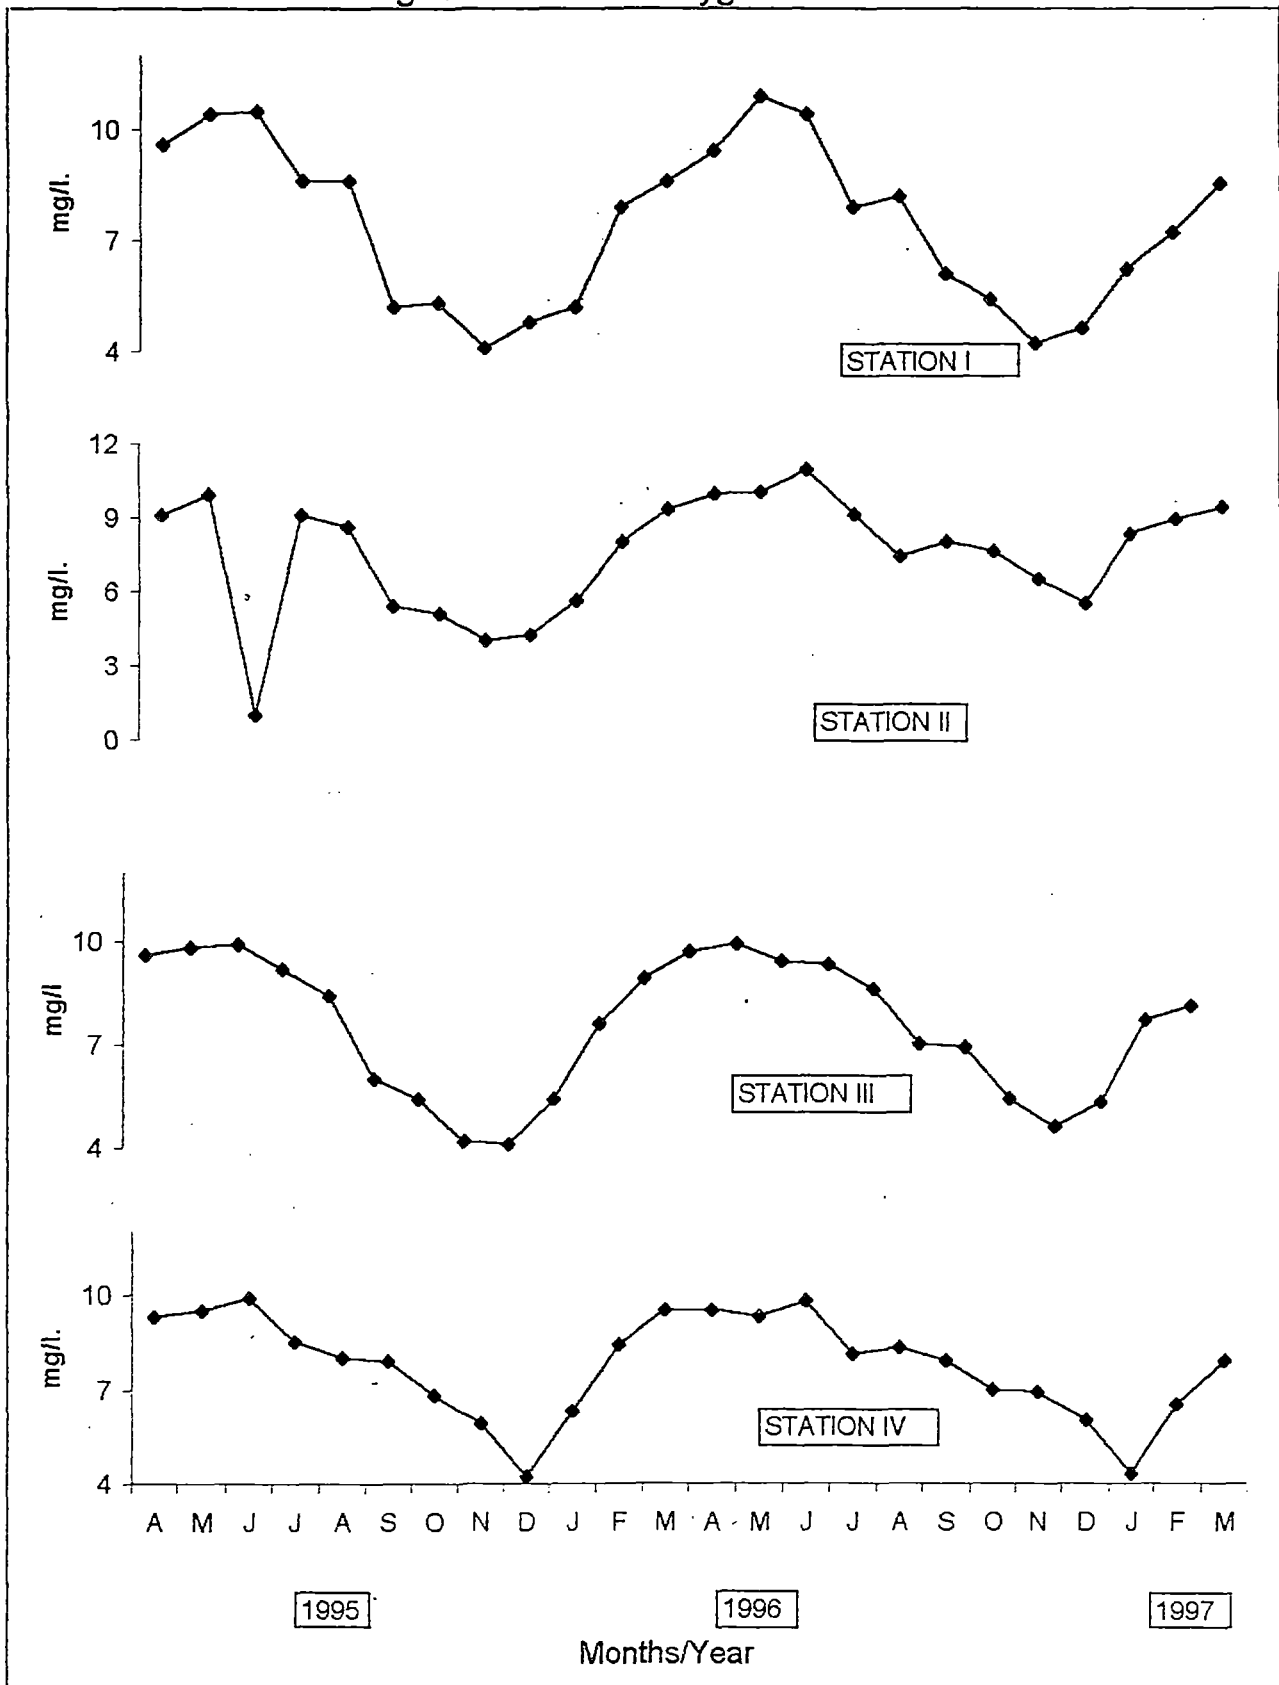 mg/l.
10
7
4
STATION I
mg/l.
12
9
6
3
0
STATION II
mg/l
10
7
4
STATION III
mg/l.
10
7
4
STATION IV
A M J J A S O N D J F M A M J J A S O N D J F M
1995 1996 1997
Months/Year